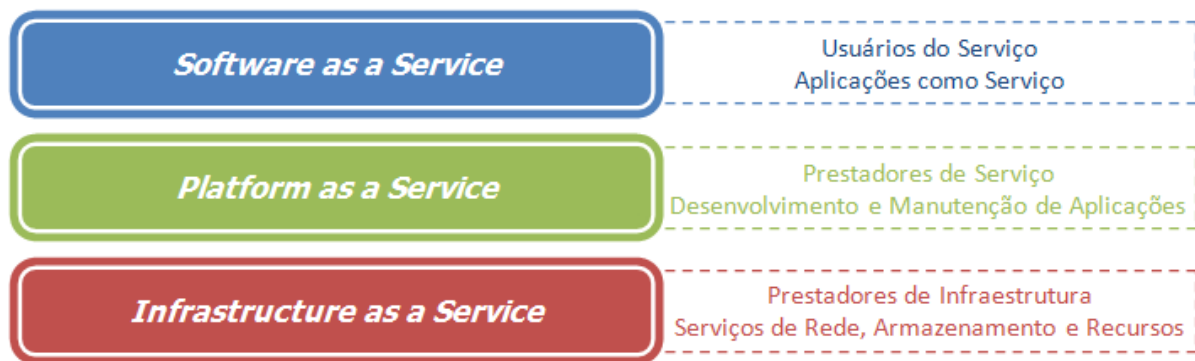 Software as a Service
Usuários do Serviço
Aplicações como Serviço
Platform as a Service
Prestadores de Serviço
Desenvolvimento e Manutenção de Aplicações
Infrastructure as a Service
Prestadores de Infraestrutura
Serviços de Rede, Armazenamento e Recursos